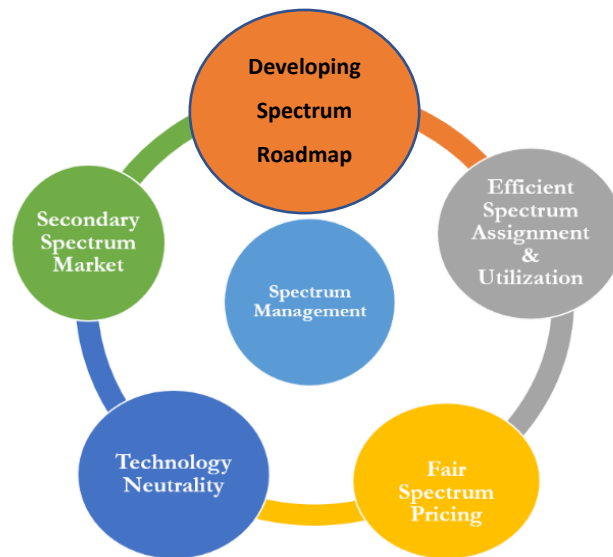 Developing
Spectrum
Roadmap
Efficient
Spectrum
Assignment
&
Utilization
Secondary
Spectrum
Market
Spectrum
Management
Technology
Neutrality
Fair
Spectrum
Pricing